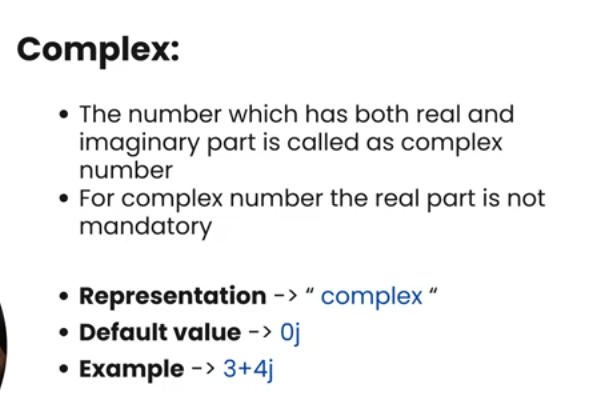 Complex:
• The number which has both real and
imaginary part is called as complex
number
• For complex number the real part is not
mandatory
• Representation -> “ complex “
• Default value -> 0j
• Example -> 3+4j